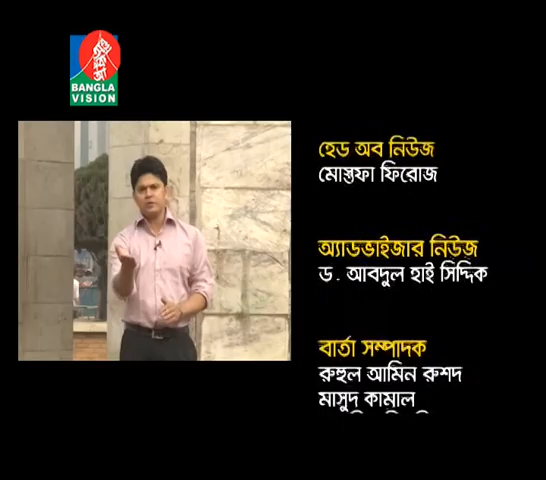 BANGLA
VISION
হেড অব নিউজ
মোস্তফা ফিরোজ
অ্যাডভাইজার নিউজ
ড. আবদুল হাই সিদ্দিক
বার্তা সম্পাদক
রুহুল আমিন রুশদ
মাসুদ কামাল